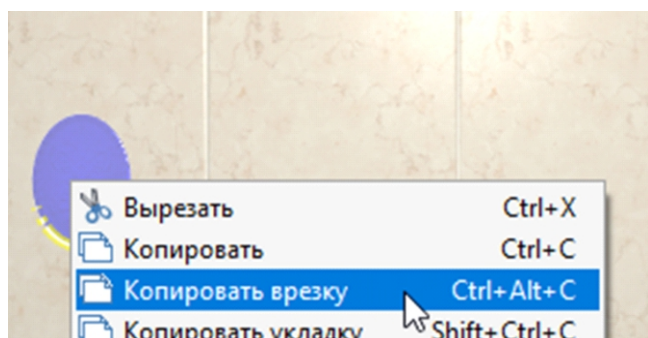 Вырезать Ctrl+X
Копировать Ctrl+C
Копировать врезку Ctrl+Alt+C
Копировать укладку Shift+Ctrl+C